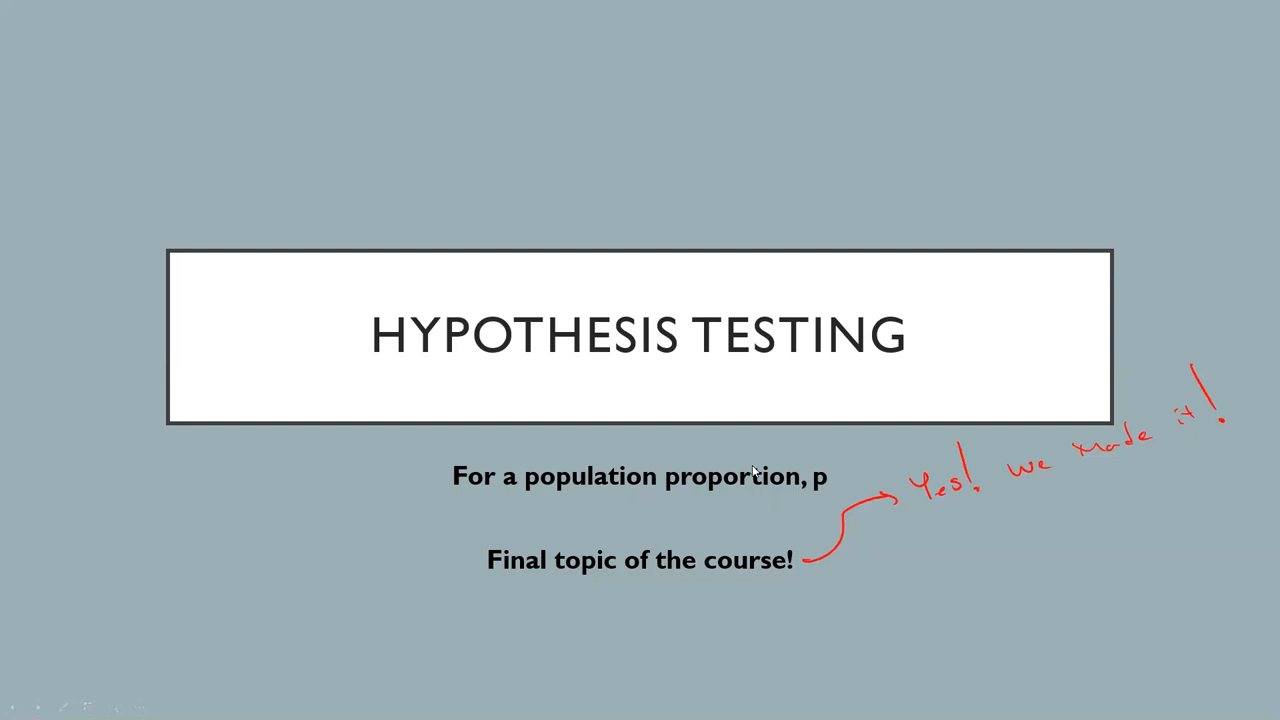 HYPOTHESIS TESTING
For a population proportion, p
Yes! we made it!
Final topic of the course!